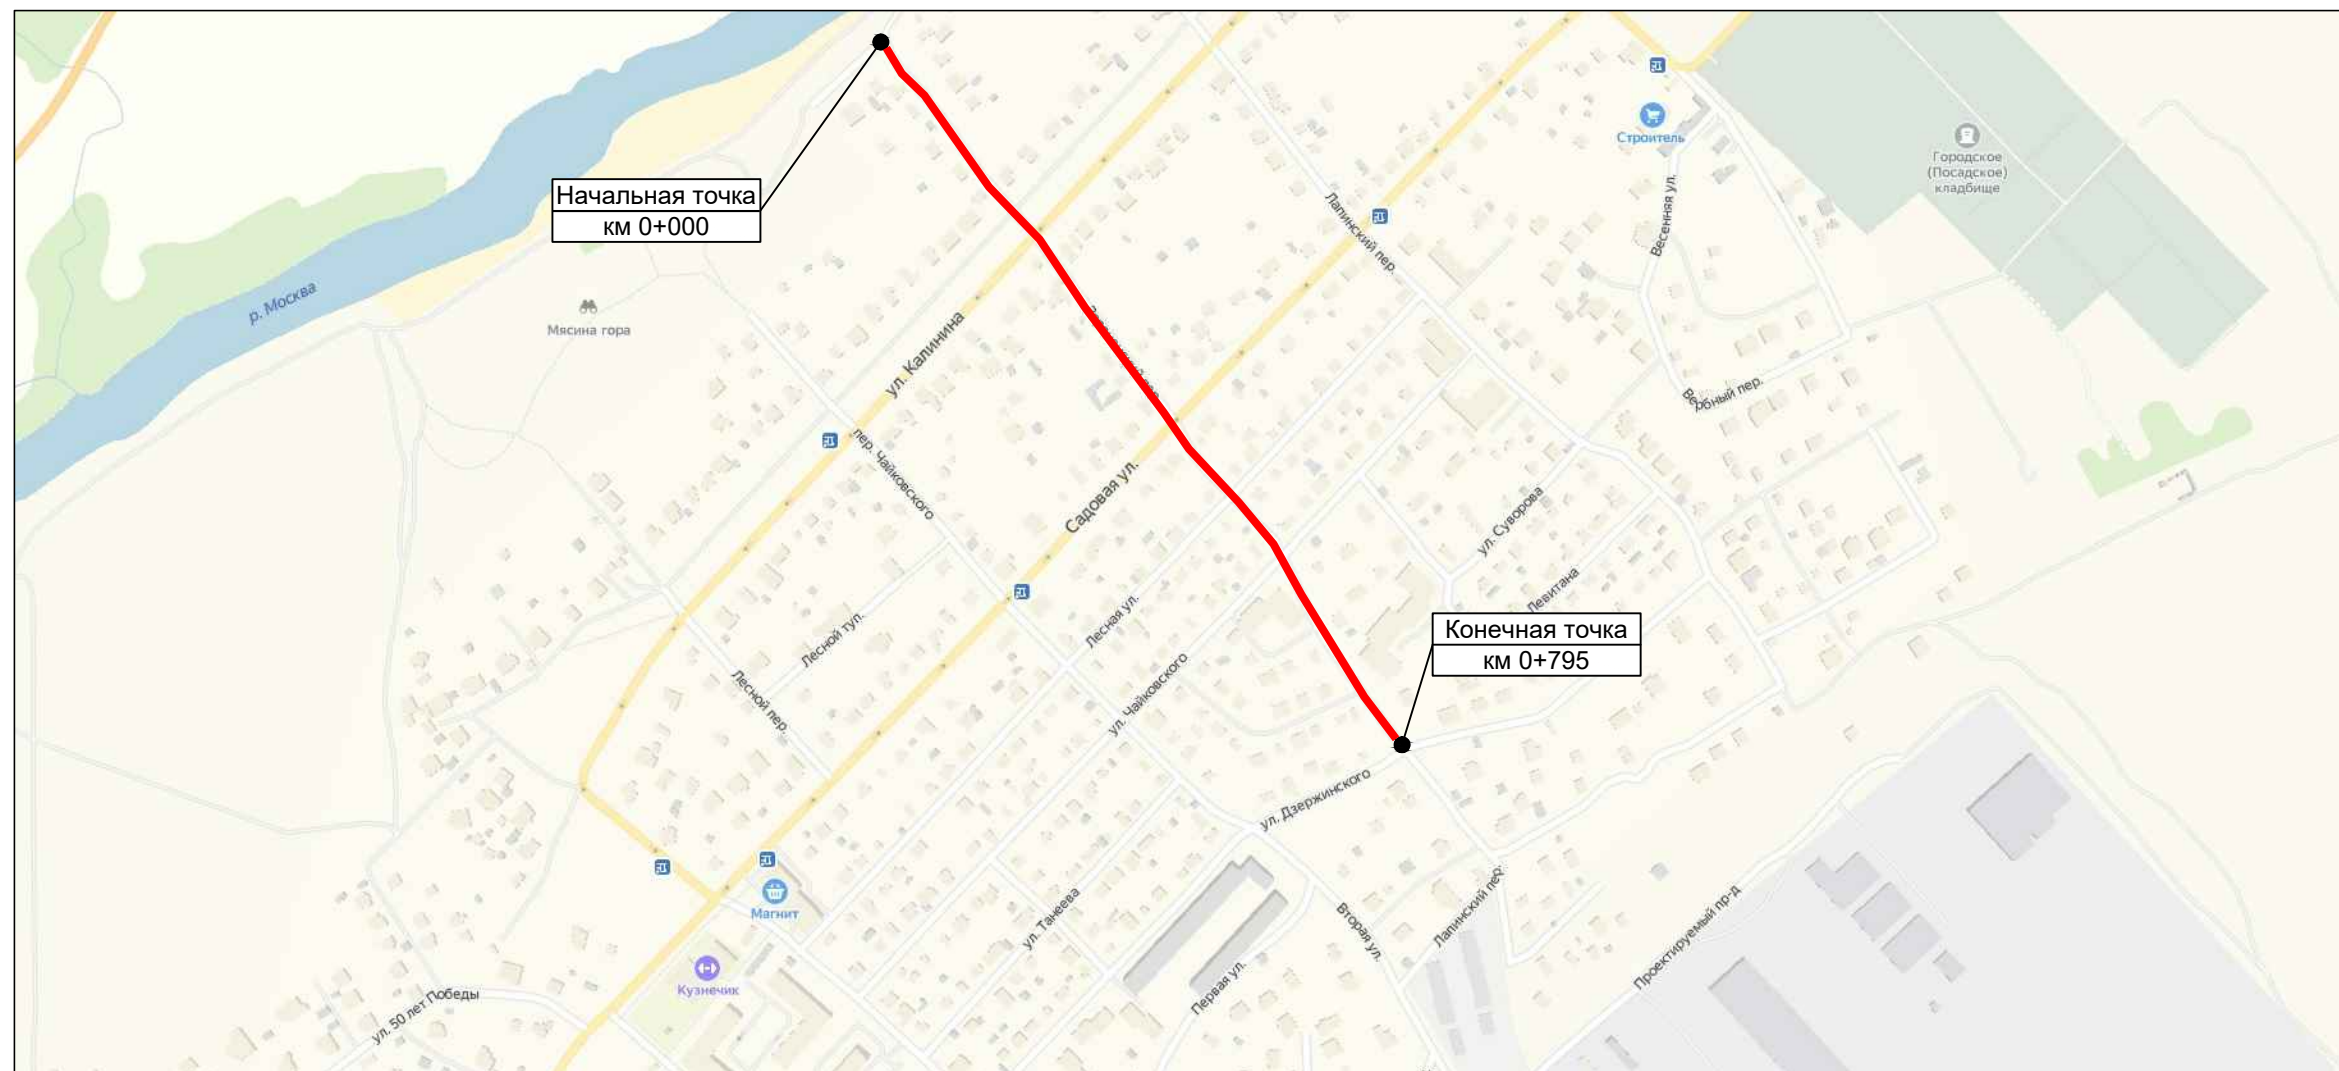 Строитель
Городское
(Посадское)
кладбище
Начальная точка
км 0+000
Лапинский пер.
Весенняя ул.
р. Москва
Мясина гора
ул. Калинина
Вербный пер.
пер. Чайковского
Садовая ул.
ул. Суворова
Левитана
Лесная ул.
Лесной туп.
Конечная точка
км 0+795
Лесной пер.
ул. Чайковского
ул. Дзержинского
Магнит
ул. Танеева
Вторая ул.
Лапинский пер.
Проектируемый пр-д
Кузнечик
Первая ул.
ул. 50 лет Победы